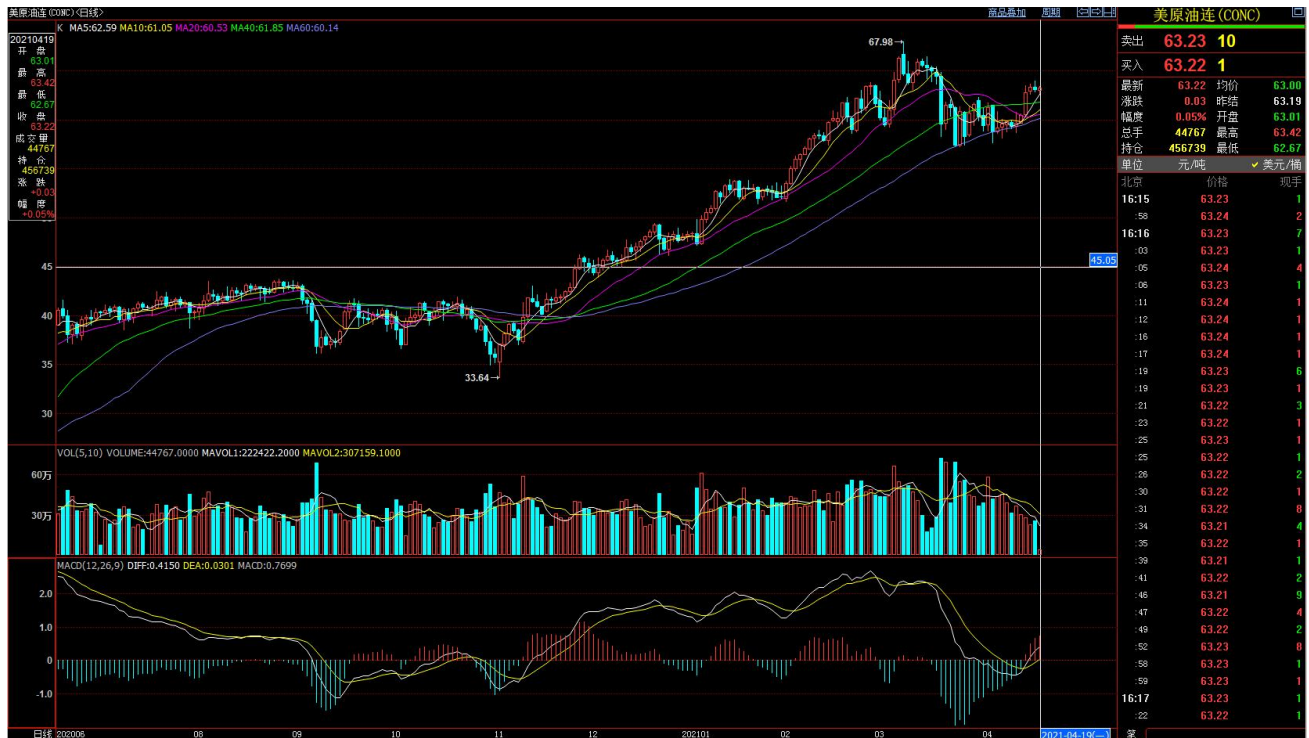 美原油连(CONC)<日线>
商品叠加 周期
K MA5:62.59 MA10:61.05 MA20:60.53 MA40:61.85 MA60:60.14
20210419
开 盘
63.01
最 高
63.42
最 低
62.67
收 盘
63.22
成交量
44767
持 仓
456739
涨 跌
+0.03
幅 度
+0.05%
67.98
45
45.05
40
35
33.64
30
VOL(5,10) VOLUME:44767.0000 MAVOL1:222422.2000 MAVOL2:307159.1000
60万
30万
MACD(12,26,9) DIFF:0.4150 DEA:0.0301 MACD:0.7699
2.0
1.0
0
-1.0
日线 202006 08 09 10 11 12 202101 02 03 04 2021-04-19(一)
美原油连(CONC)
卖出 63.23 10
买入 63.22 1
最新 63.22 均价 63.00
涨跌 0.03 昨结 63.19
幅度 0.05% 开盘 63.01
总手 44767 最高 63.42
持仓 456739 最低 62.67
单位 元/吨 美元/桶
北京 价格 现手
16:15 63.23 1
:58 63.24 2
16:16 63.23 7
:03 63.23 1
:05 63.24 4
:06 63.23 1
:11 63.24 1
:12 63.24 1
:16 63.24 1
:17 63.24 1
:19 63.23 6
:19 63.23 1
:21 63.22 3
:23 63.22 1
:25 63.23 1
:25 63.22 1
:26 63.22 2
:30 63.22 1
:31 63.22 8
:34 63.21 4
:35 63.22 1
:39 63.21 1
:41 63.22 2
:46 63.21 9
:47 63.22 4
:49 63.22 2
:52 63.23 8
:58 63.23 1
:59 63.23 1
16:17 63.23 1
:22 63.22 1
笔